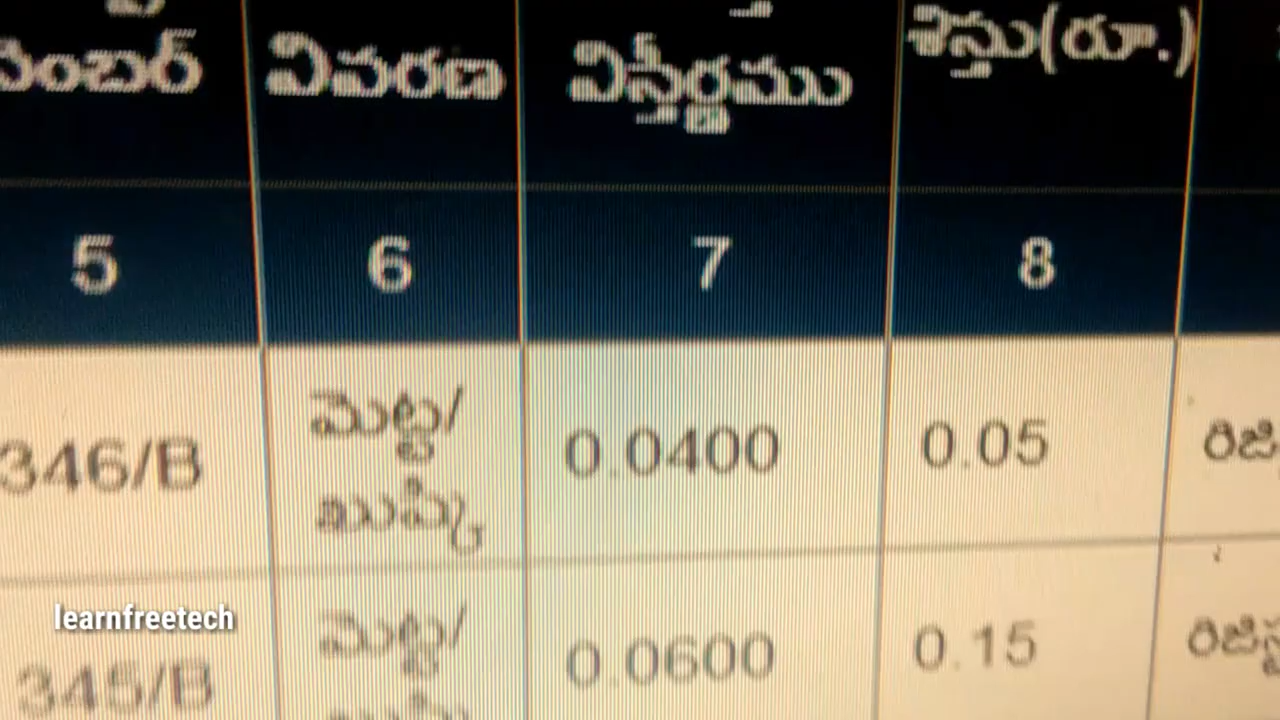 నెంబర్ వివరణ విస్తీర్ణము శిస్తు(రూ.)
5 6 7 8
346/B మెట్ట/ 0.0400 0.05
ఖుష్కి
learnfreetech
345/B మెట్ట/ 0.0600 0.15